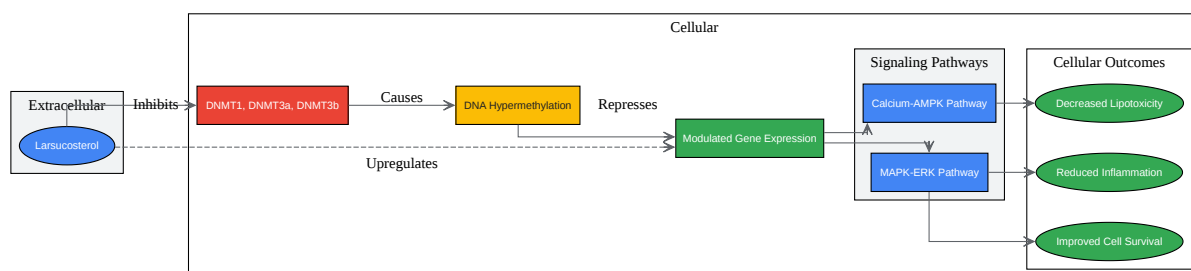 Cellular
Signaling Pathways
Cellular Outcomes
Extracellular
Inhibits
DNMT1, DNMT3a, DNMT3b
Causes
DNA Hypermethylation
Represses
Calcium-AMPK Pathway
Decreased Lipotoxicity
Larsucosterol
Upregulates
Modulated Gene Expression
MAPK-ERK Pathway
Reduced Inflammation
Improved Cell Survival